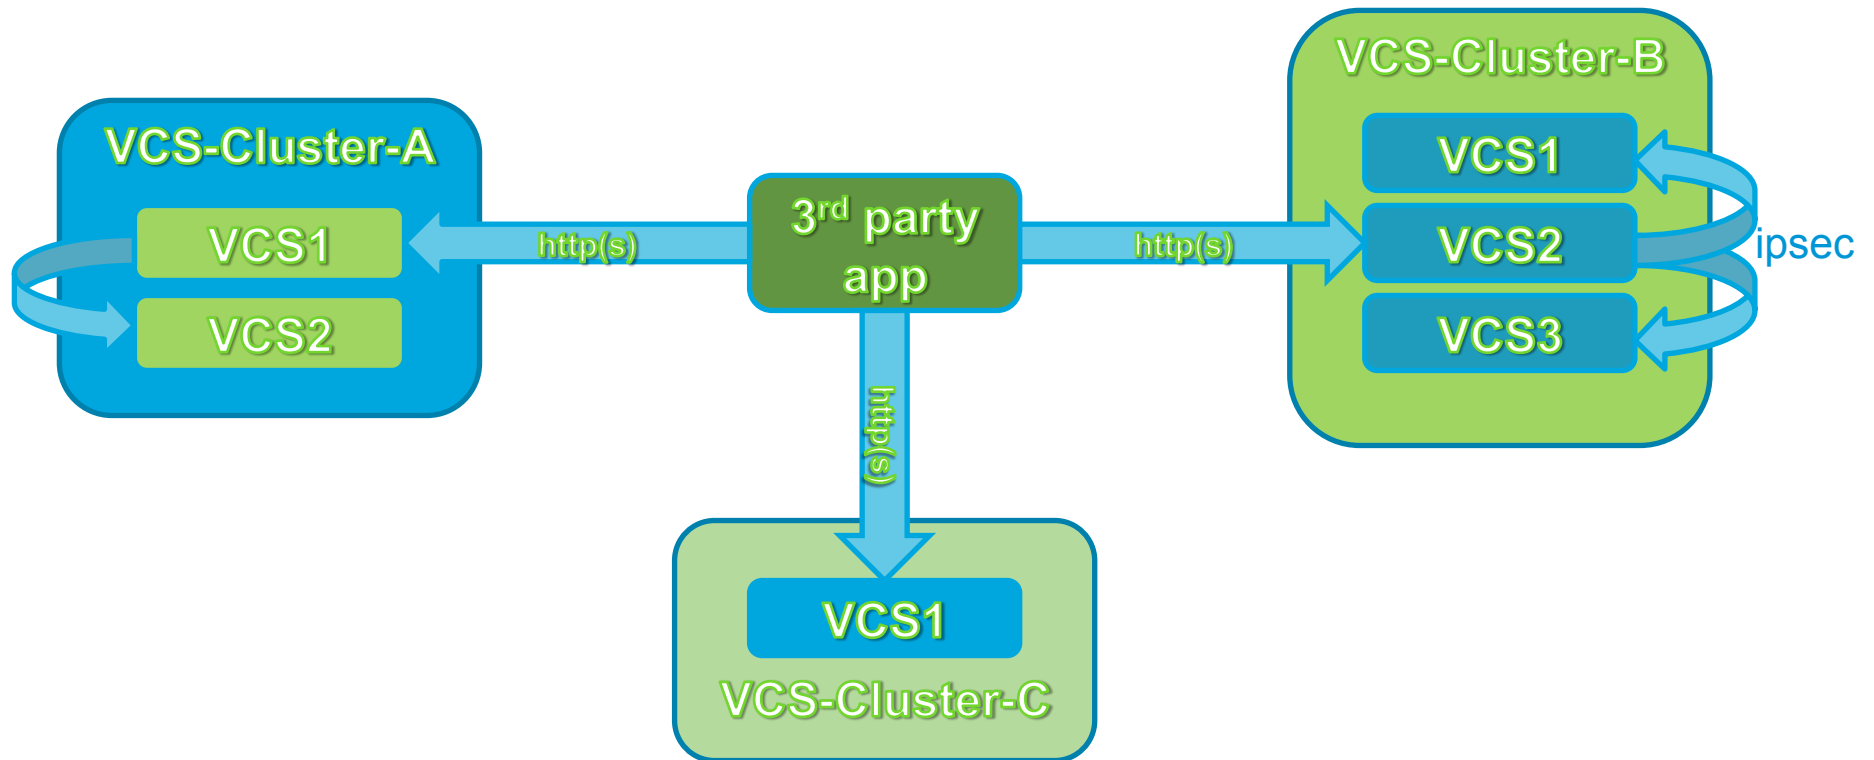 VCS-Cluster-A
VCS1
VCS2
http(s)
3rd party
app
http(s)
VCS-Cluster-B
VCS1
VCS2
VCS3
ipsec
http(s)
VCS1
VCS-Cluster-C